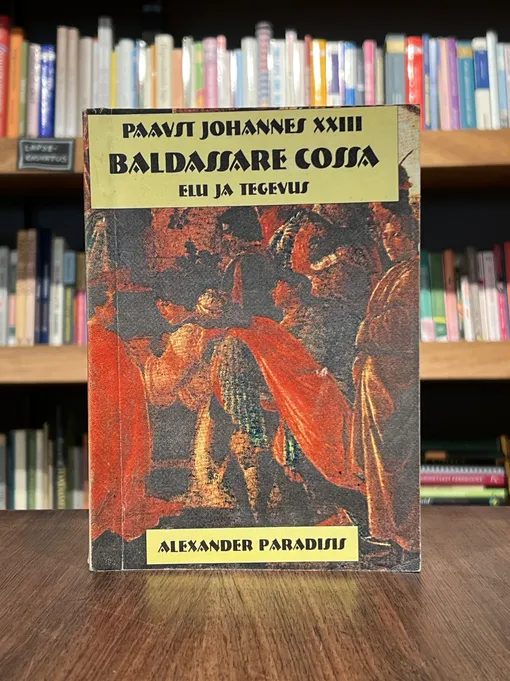 PAAVST JOHANNES XXIII
BALDASSARE COSSA
ELU JA TEGEVUS
ALEXANDER PARADISIS